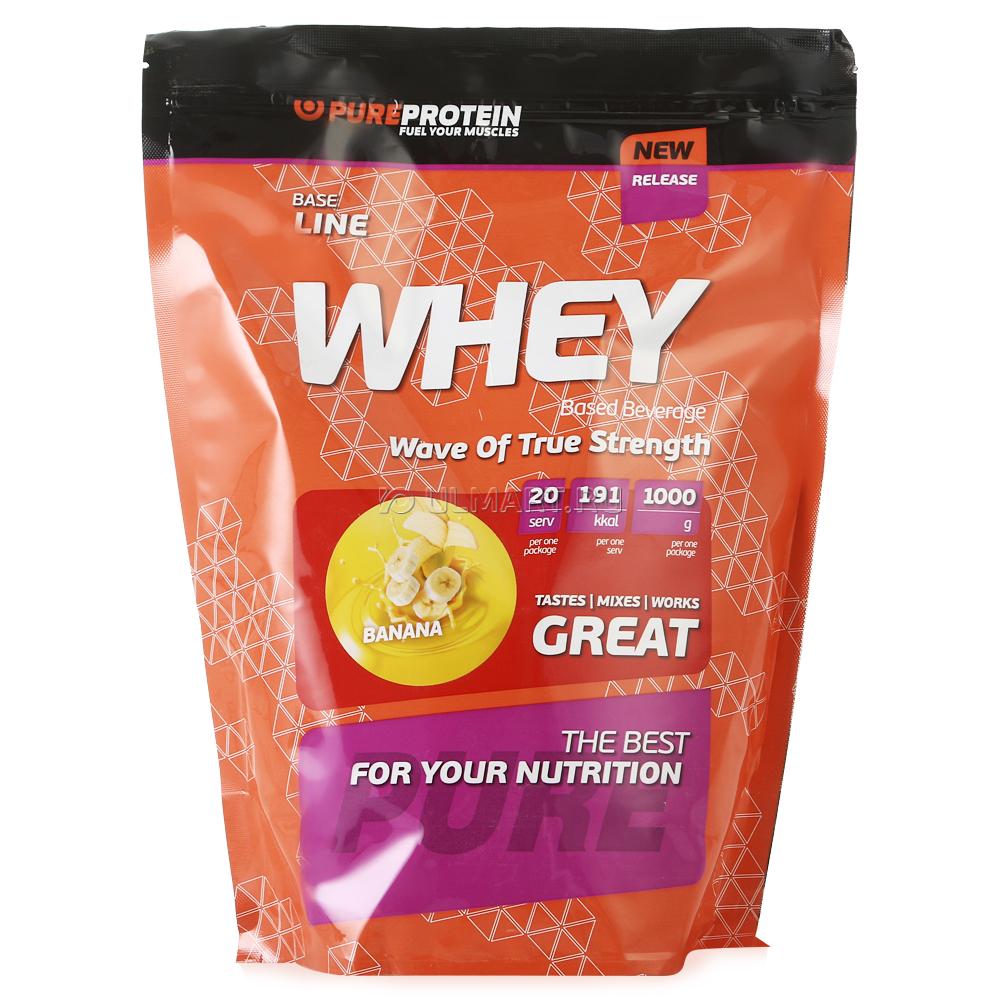 PUREPROTEIN
FUEL YOUR MUSCLES
NEW
RELEASE
BASE
LINE
WHEY
Based Beverage
Wave Of True Strength
ULMART.RU
20
serv
per one
package
191
kkal
per one
serv
1000
g
per one
package
BANANA
TASTES | MIXES | WORKS
GREAT
THE BEST
FOR YOUR NUTRITION
PURE